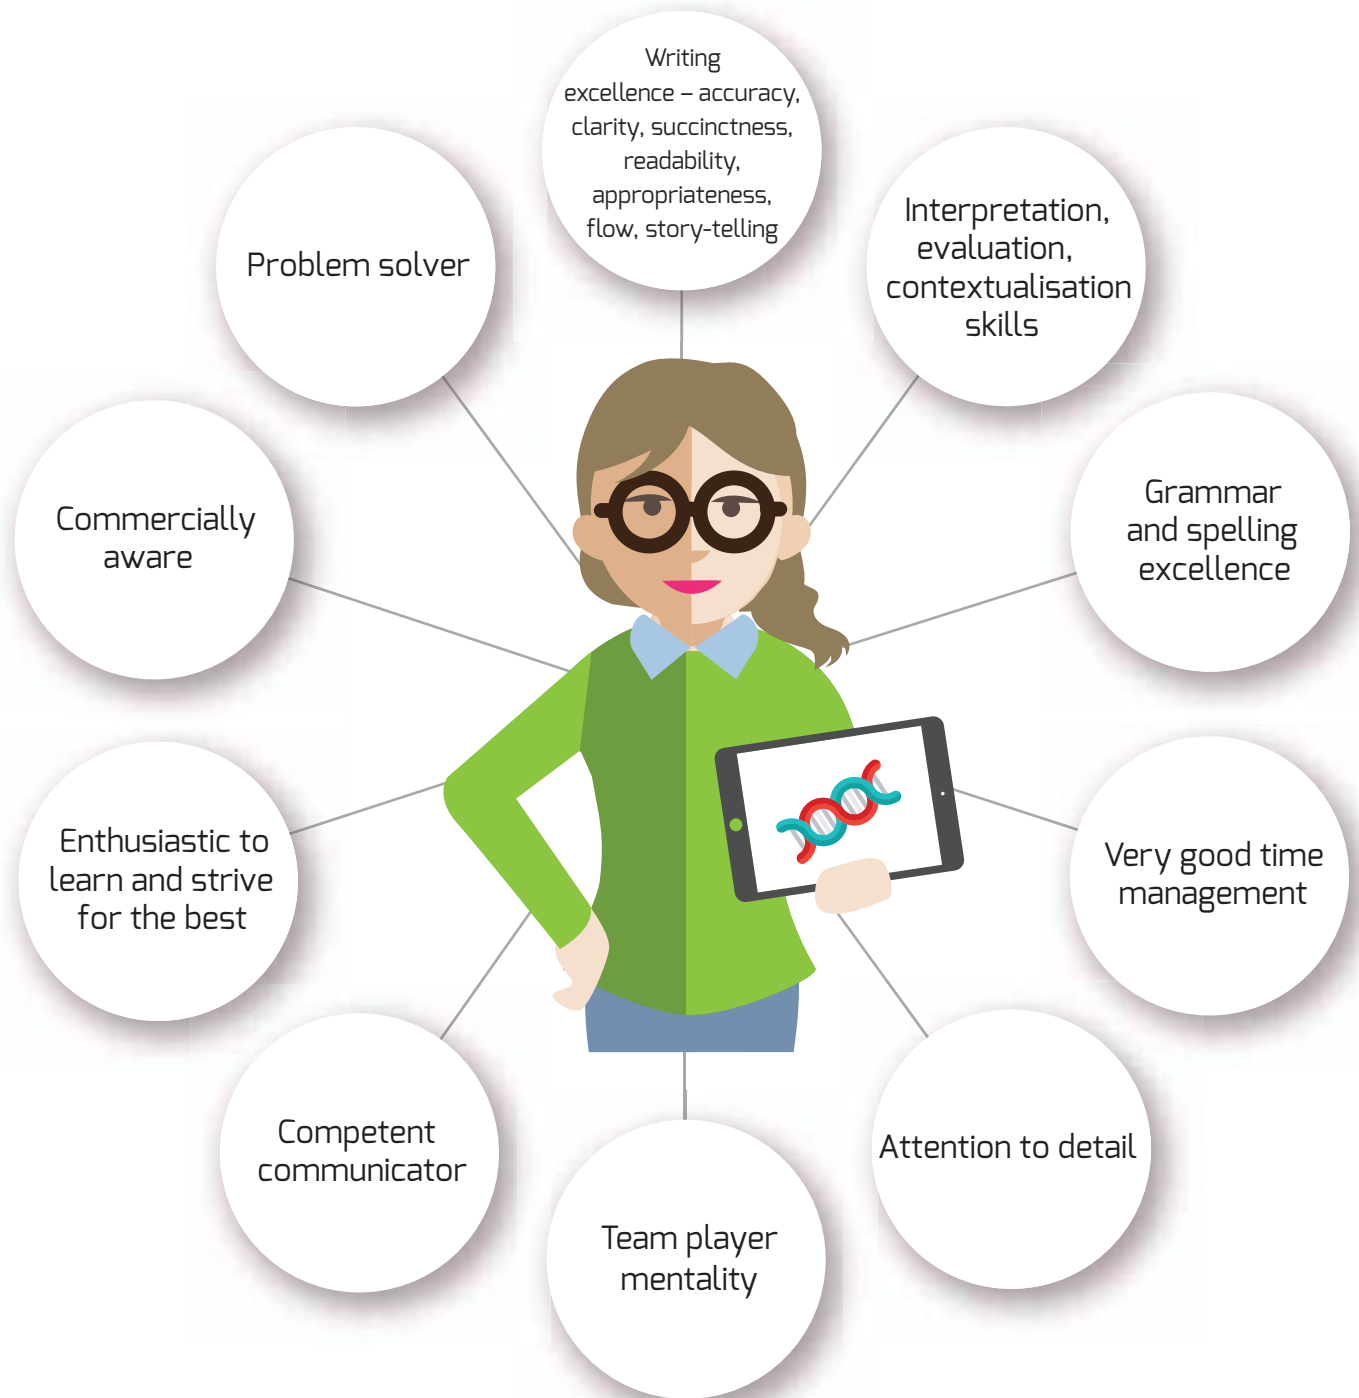 Writing
excellence – accuracy,
clarity, succinctness,
readability,
appropriateness,
flow, story-telling
Interpretation,
evaluation,
contextualisation
skills
Grammar
and spelling
excellence
Very good time
management
Attention to detail
Team player
mentality
Competent
communicator
Enthusiastic to
learn and strive
for the best
Commercially
aware
Problem solver